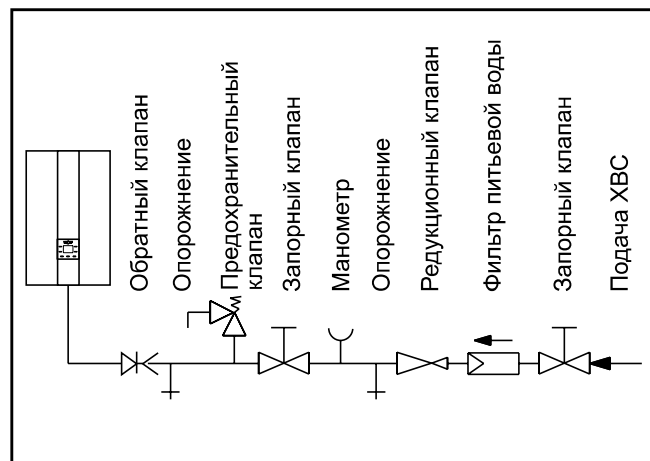 Обратный клапан
Опорожнение
Предохранительный
клапан
Запорный клапан
Манометр
Опорожнение
Редукционный клапан
Фильтр питьевой воды
Запорный клапан
Подача ХВС